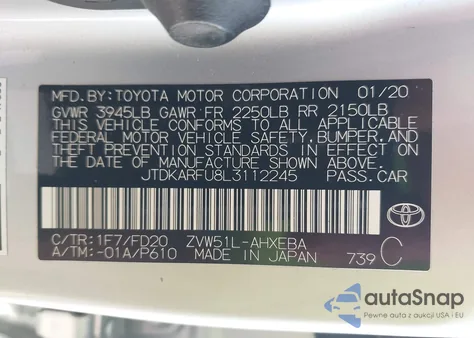 MFD.BY:TOYOTA MOTOR CORPORATION 01/20
GVWR 3945LB GAWR FR 2250LB RR 2150LB
THIS VEHICLE CONFORMS TO ALL APPLICABLE
FEDERAL MOTOR VEHICLE SAFETY, BUMPER, AND
THEFT PREVENTION STANDARDS IN EFFECT ON
THE DATE OF MANUFACTURE SHOWN ABOVE.
JTDKARFU8L3112245 PASS.CAR
C/TR:1F7/FD20 ZVW51L-AHXEBA
A/TM:-01A/P610 MADE IN JAPAN 739 C
TOYOTA
autoSnap
Pewne auta z aukcji USA i EU